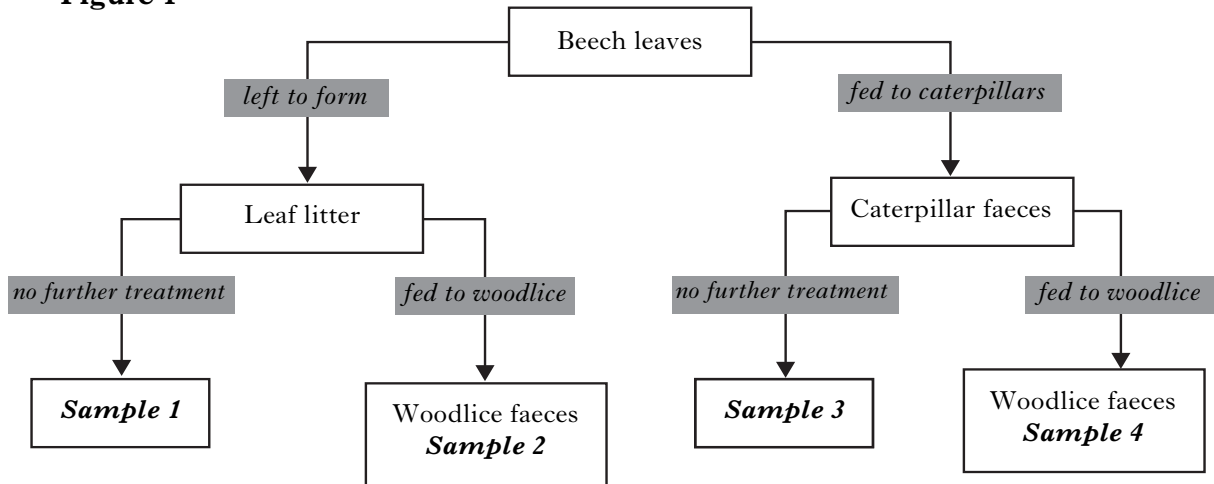 Figure 1
Beech leaves
left to form
fed to caterpillars
Leaf litter
Caterpillar faeces
no further treatment
fed to woodlice
no further treatment
fed to woodlice
Sample 1
Woodlice faeces
Sample 2
Sample 3
Woodlice faeces
Sample 4